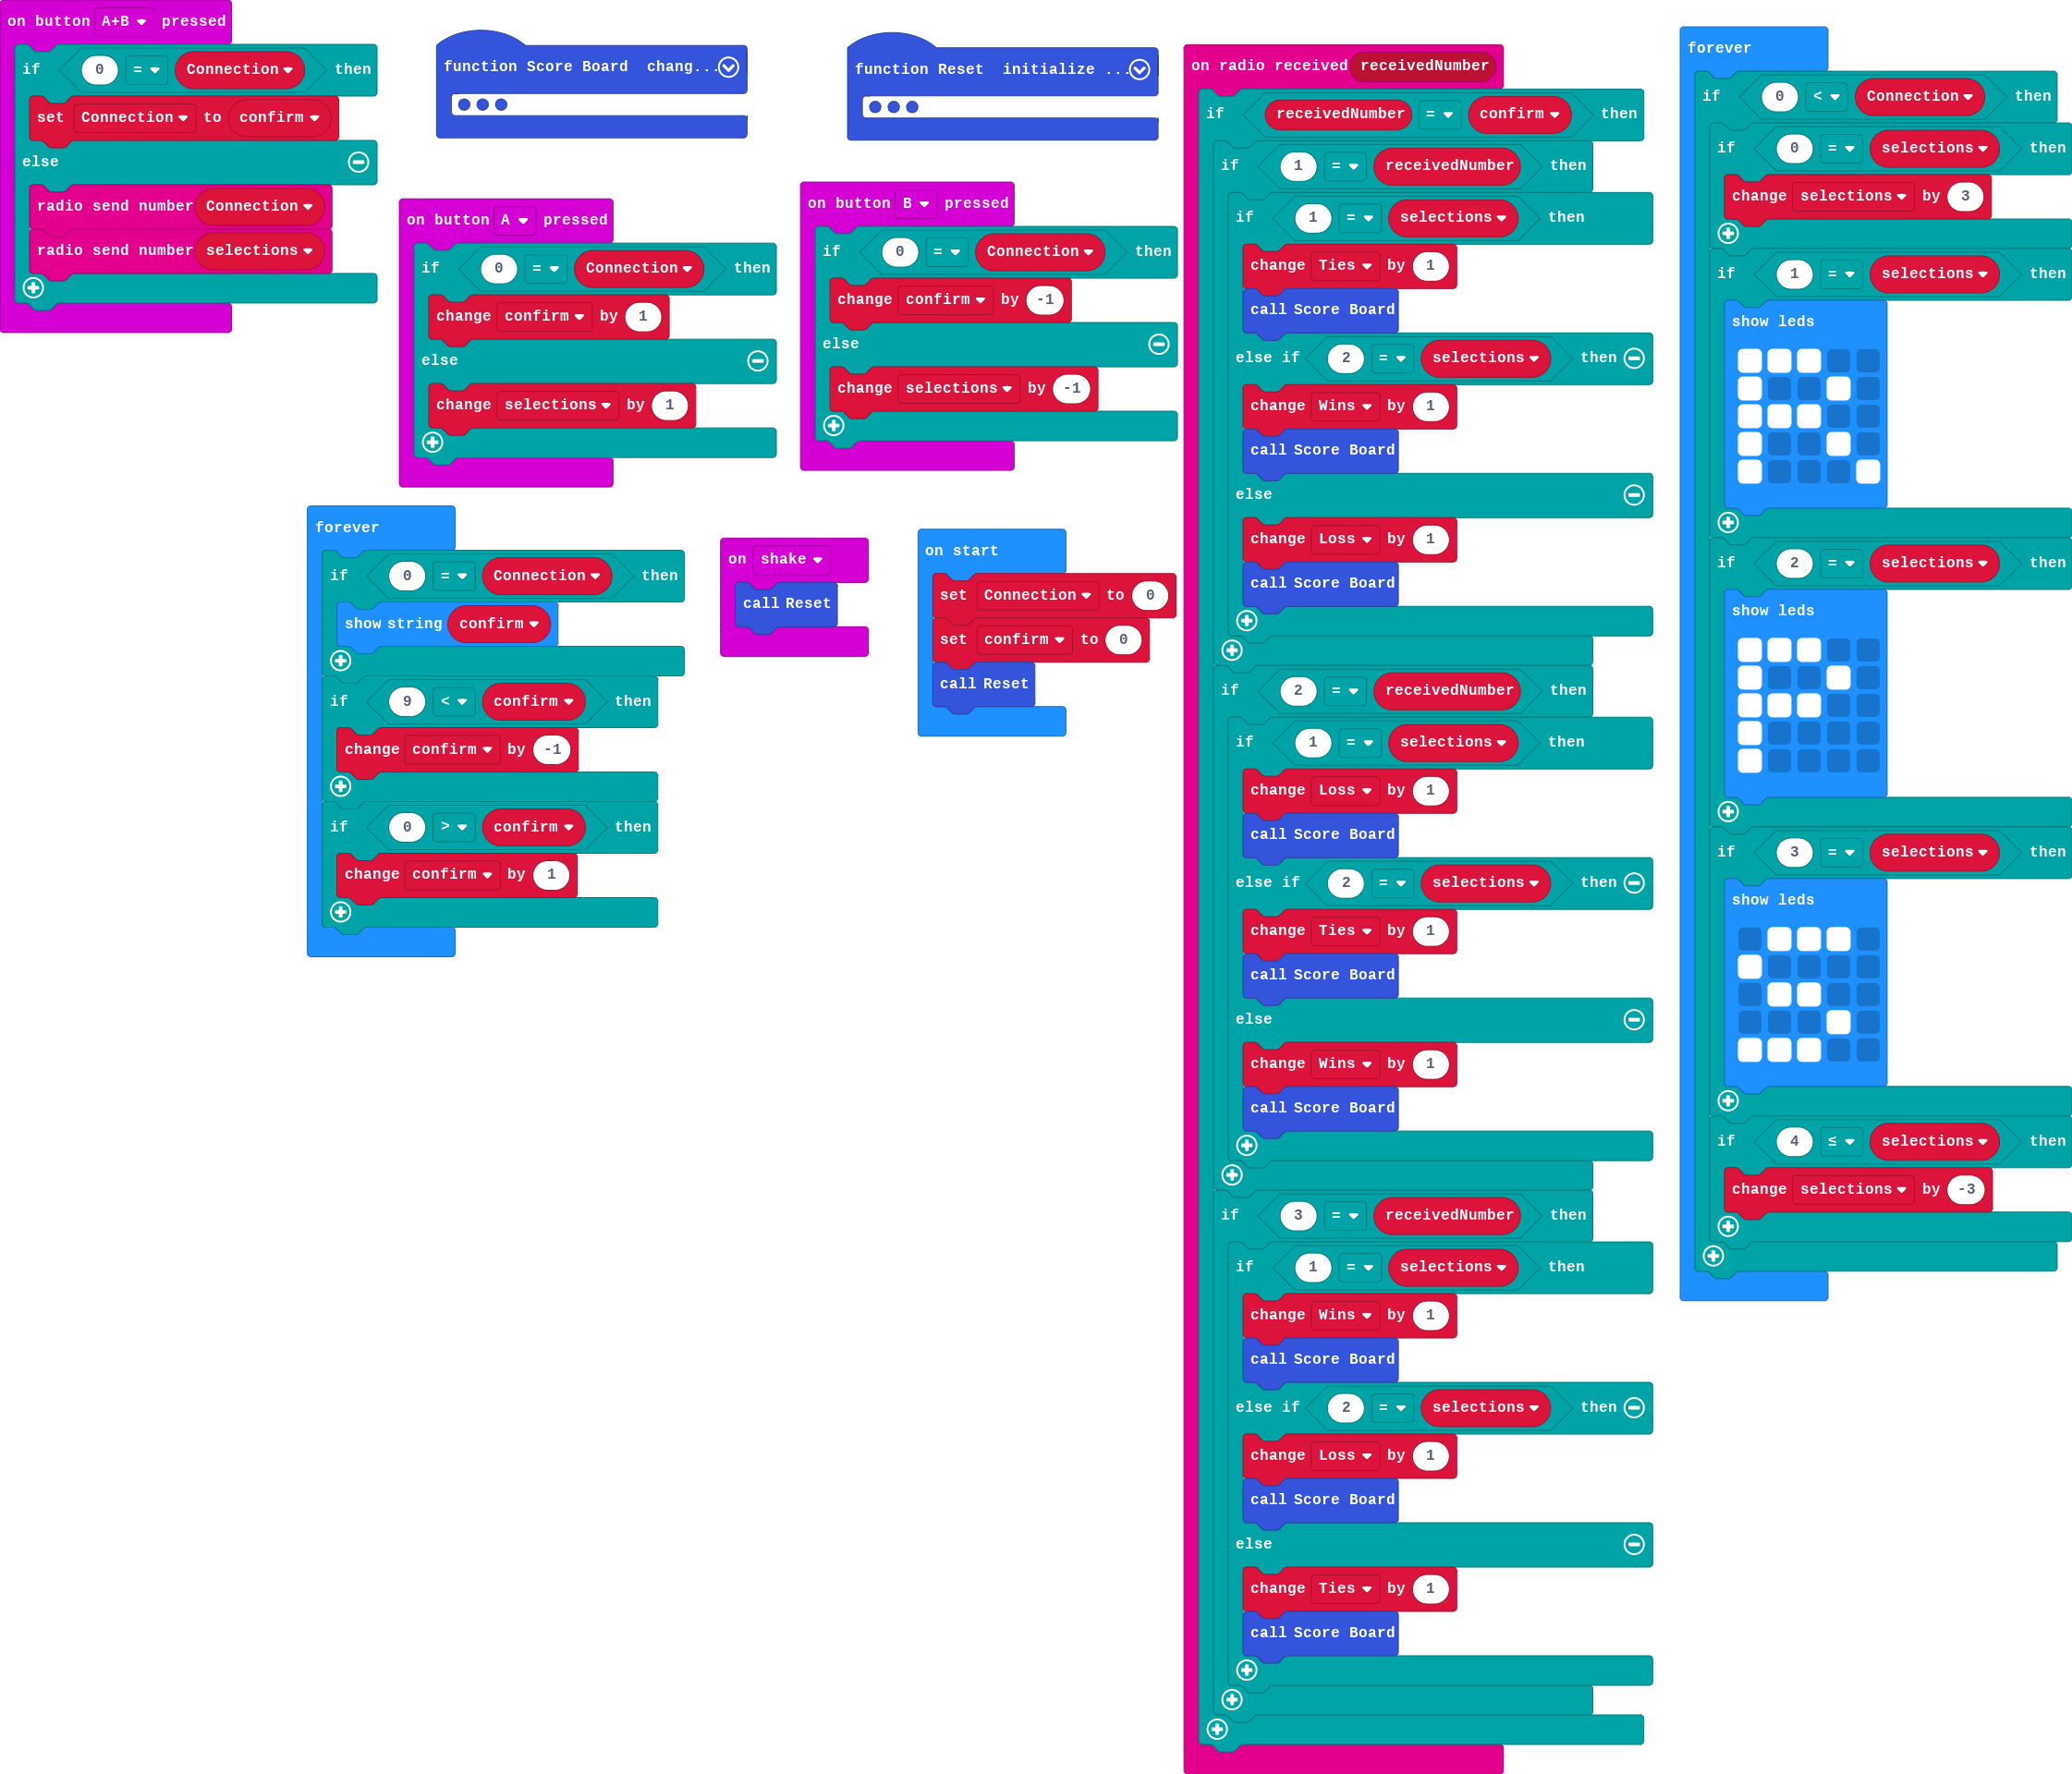 on button A+B pressed
if 0 = Connection then
set Connection to confirm
else
radio send number Connection
radio send number selections
function Score Board chang...
function Reset initialize ...
on button A pressed
if 0 = Connection then
change confirm by 1
else
change selections by 1
on button B pressed
if 0 = Connection then
change confirm by -1
else
change selections by -1
forever
if 0 = Connection then
show string confirm
if 9 < confirm then
change confirm by -1
if 0 > confirm then
change confirm by 1
on shake
call Reset
on start
set Connection to 0
set confirm to 0
call Reset
on radio received receivedNumber
if receivedNumber = confirm then
if 1 = receivedNumber then
if 1 = selections then
change Ties by 1
call Score Board
else if 2 = selections then
change Wins by 1
call Score Board
else
change Loss by 1
call Score Board
if 2 = receivedNumber then
if 1 = selections then
change Loss by 1
call Score Board
else if 2 = selections then
change Ties by 1
call Score Board
else
change Wins by 1
call Score Board
if 3 = receivedNumber then
if 1 = selections then
change Wins by 1
call Score Board
else if 2 = selections then
change Loss by 1
call Score Board
else
change Ties by 1
call Score Board
forever
if 0 < Connection then
if 0 = selections then
change selections by 3
if 1 = selections then
show leds
if 2 = selections then
show leds
if 3 = selections then
show leds
if 4 ≤ selections then
change selections by -3